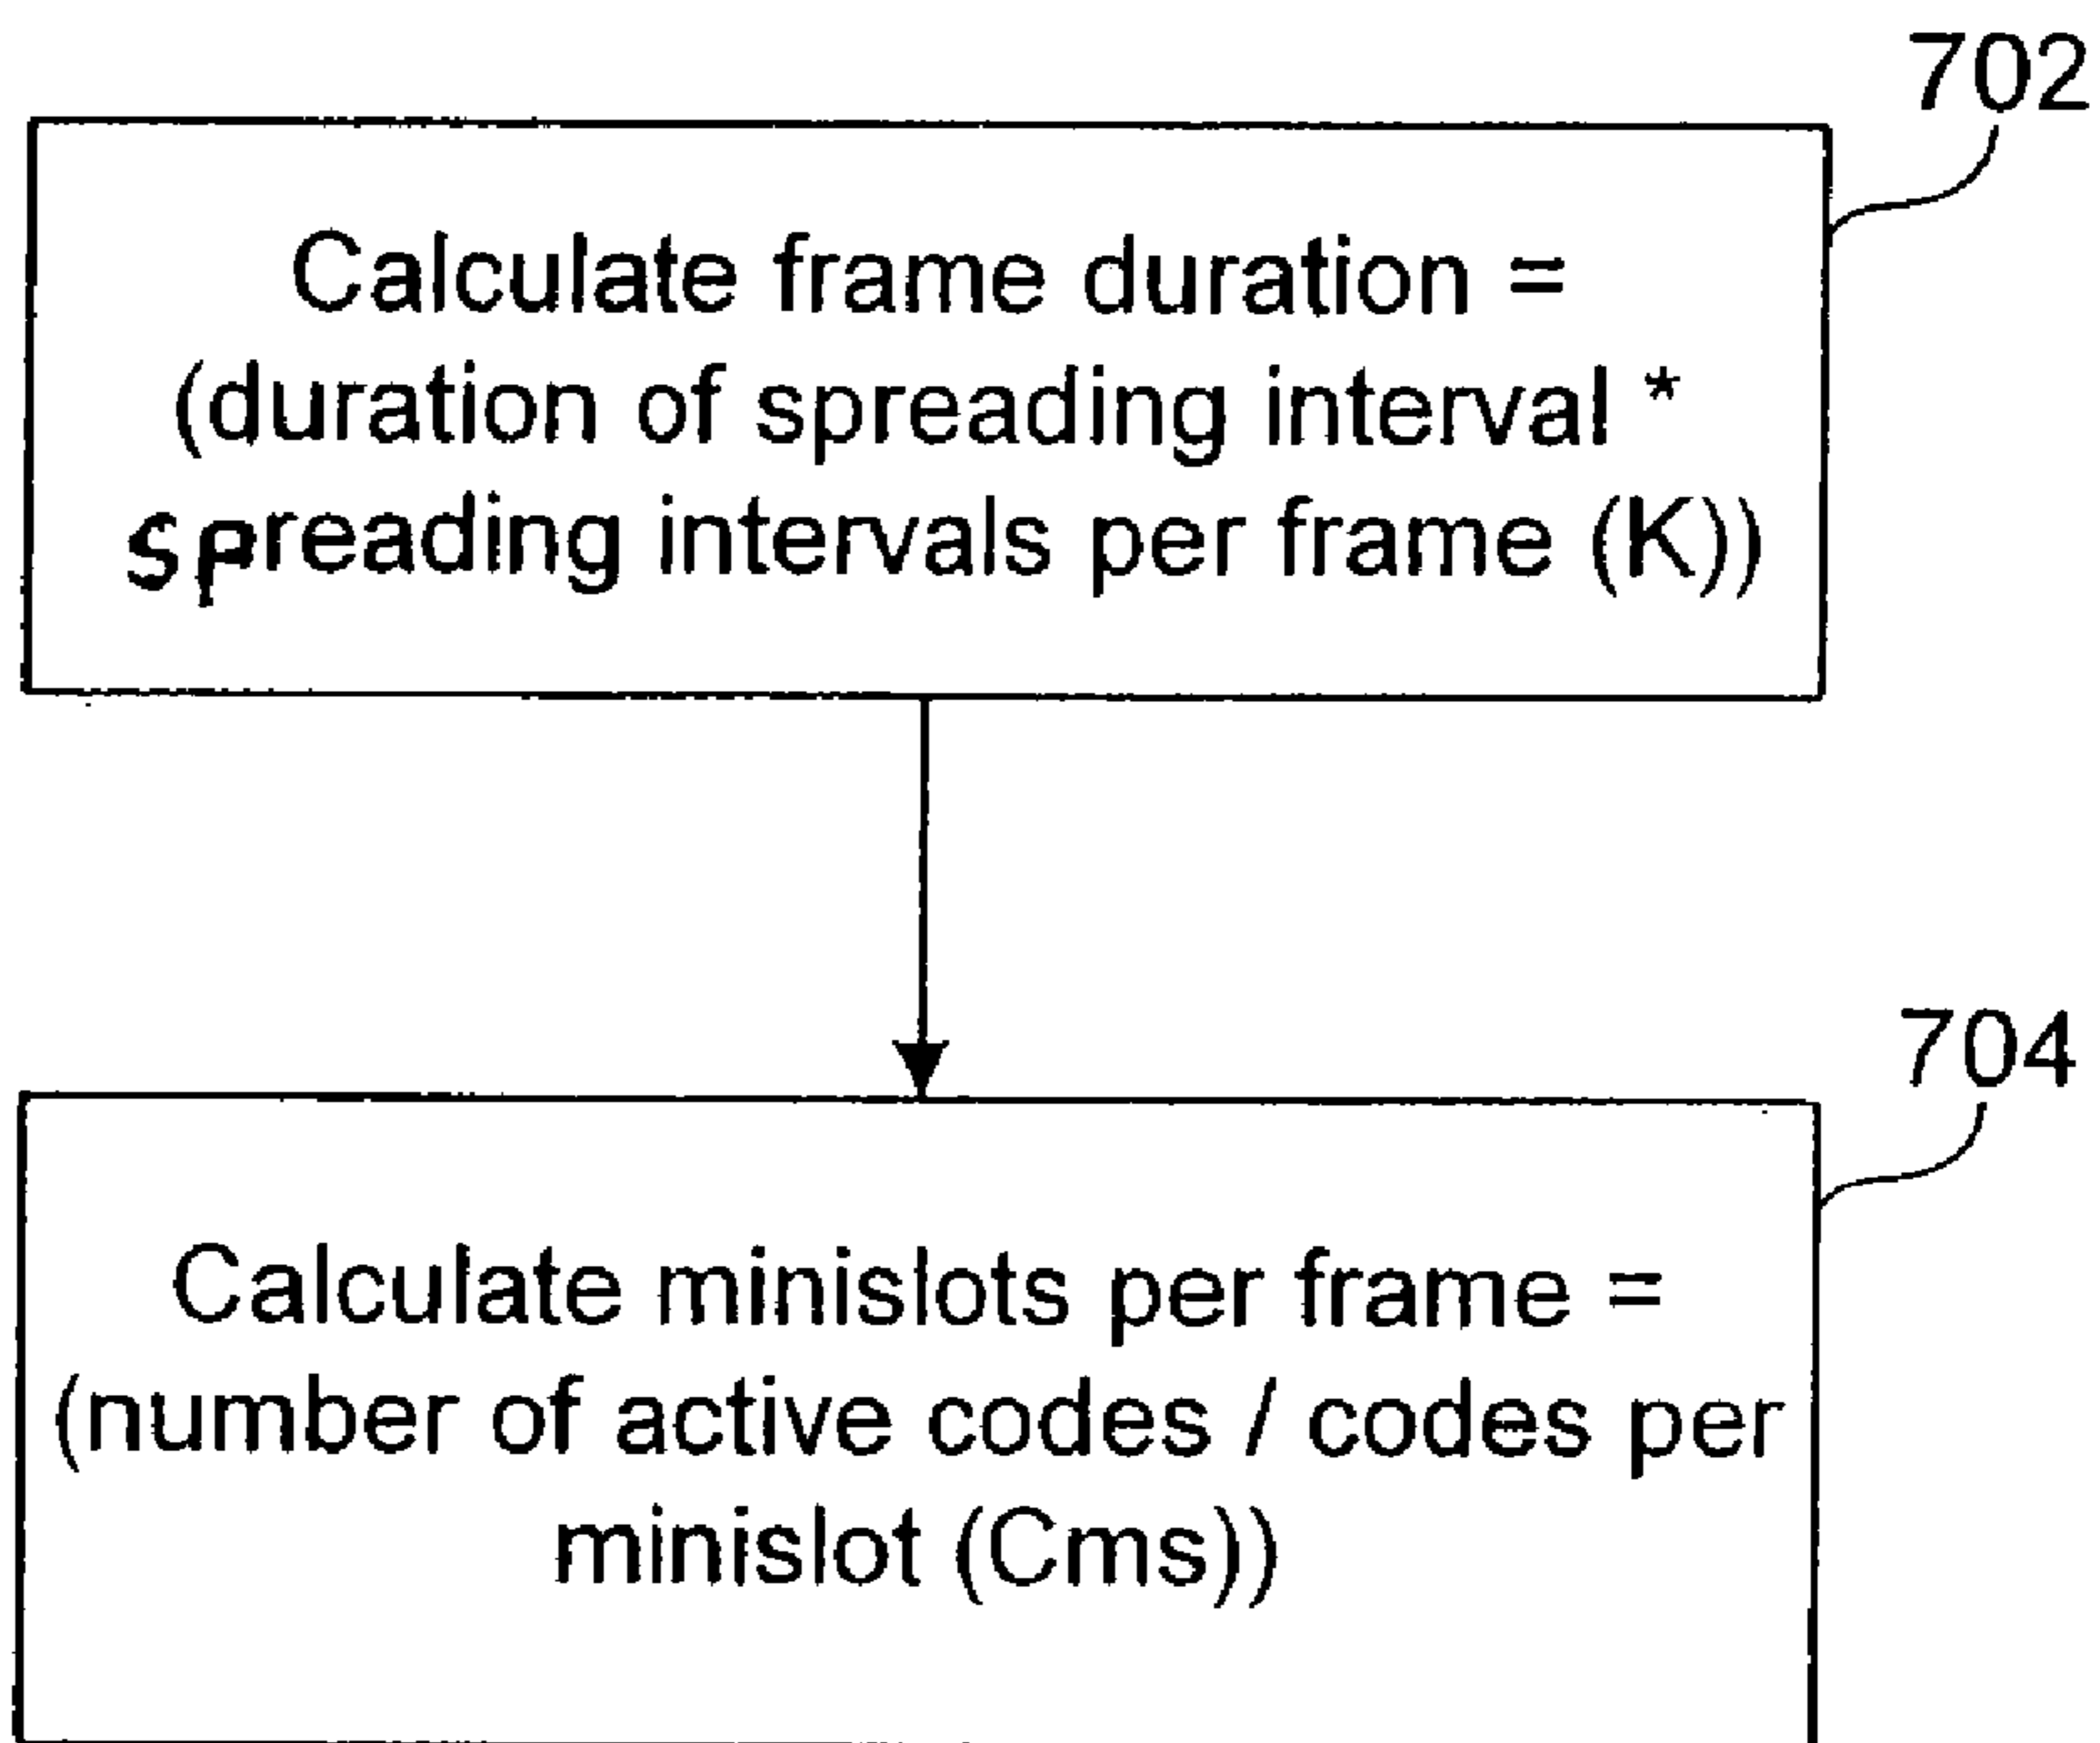 702
Calculate frame duration =
(duration of spreading interval *
spreading intervals per frame (K))
704
Calculate minislots per frame =
(number of active codes / codes per
minislot (Cms))